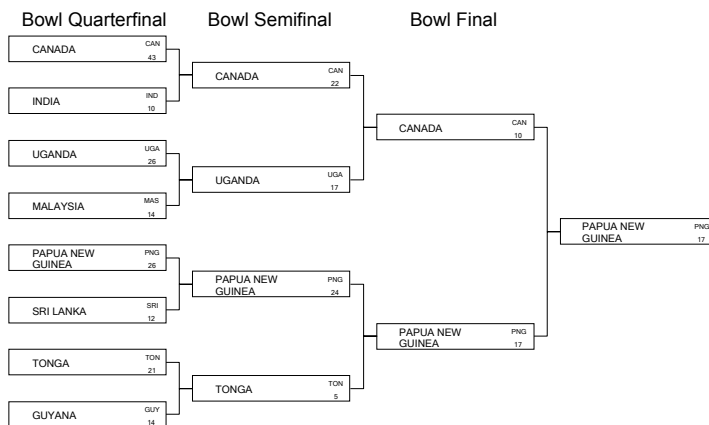 Bowl Quarterfinal Bowl Semifinal Bowl Final
CANADA CAN
43
INDIA IND
10
UGANDA UGA
26
MALAYSIA MAS
14
PAPUA NEW GUINEA PNG
26
SRI LANKA SRI
12
TONGA TON
21
GUYANA GUY
14
CANADA CAN
22
UGANDA UGA
17
PAPUA NEW GUINEA PNG
24
TONGA TON
5
CANADA CAN
10
PAPUA NEW GUINEA PNG
17
PAPUA NEW GUINEA PNG
17